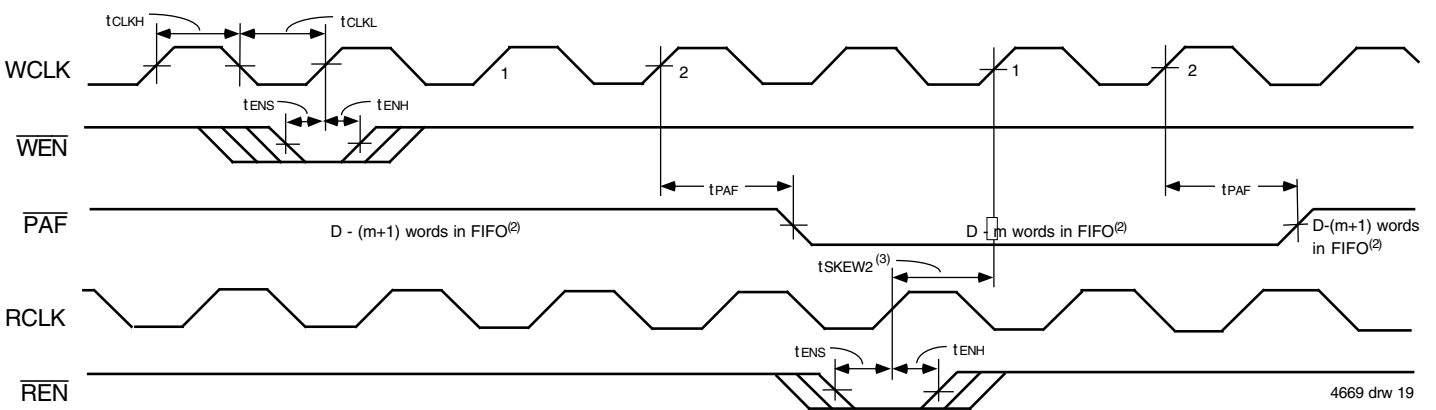 tCLKH
tCLKL
WCLK
1
2
1
2
tENS
tENH
WEN
tPAF
tPAF
PAF
D - (m+1) words in FIFO(2)
D - m words in FIFO(2)
D-(m+1) words
in FIFO(2)
tSKEW2(3)
RCLK
tENS
tENH
REN
4669 drw 19